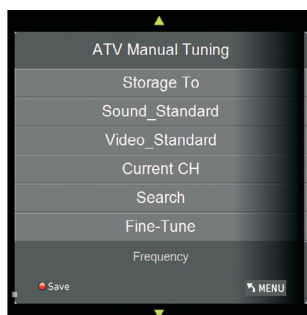 ATV Manual Tuning
Storage To
Sound_Standard
Video_Standard
Current CH
Search
Fine-Tune
Frequency
Save MENU